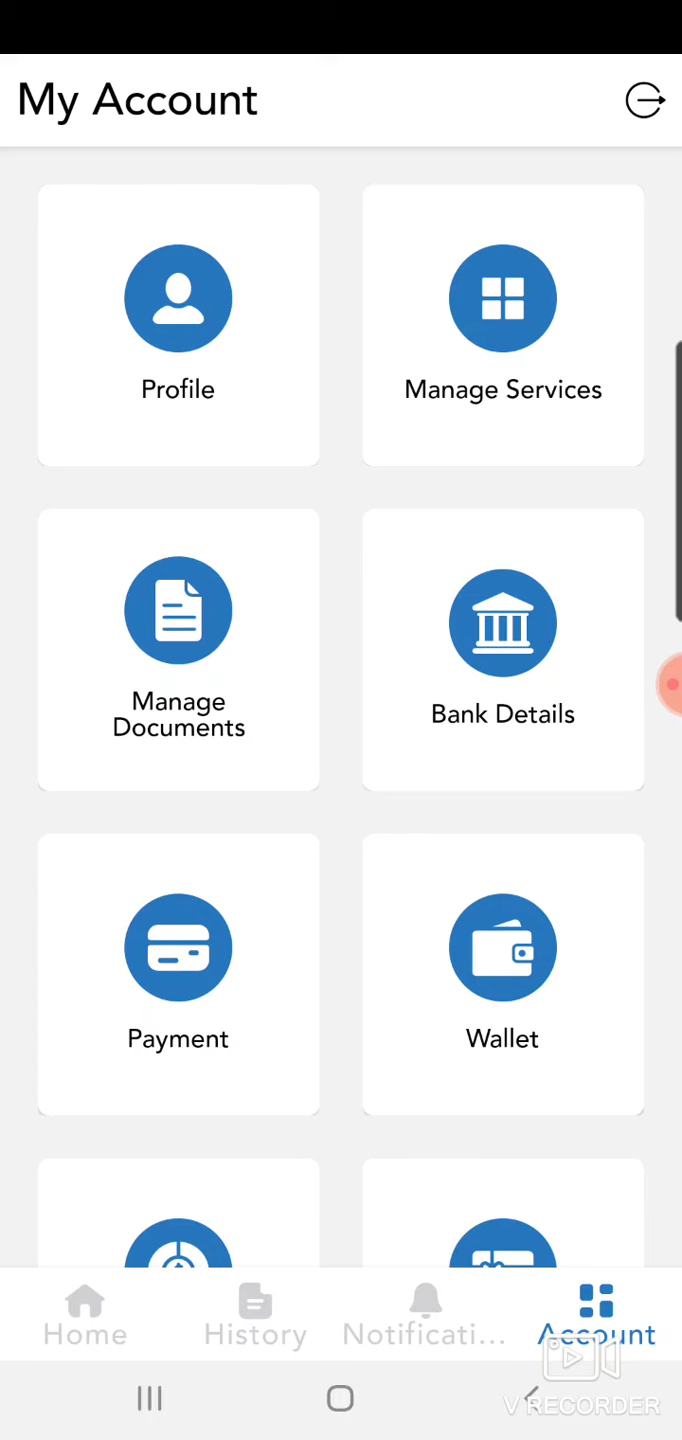 My Account
Profile
Manage Services
Manage
Documents
Bank Details
Payment
Wallet
Home
History
Notificati...
Account
V RECORDER